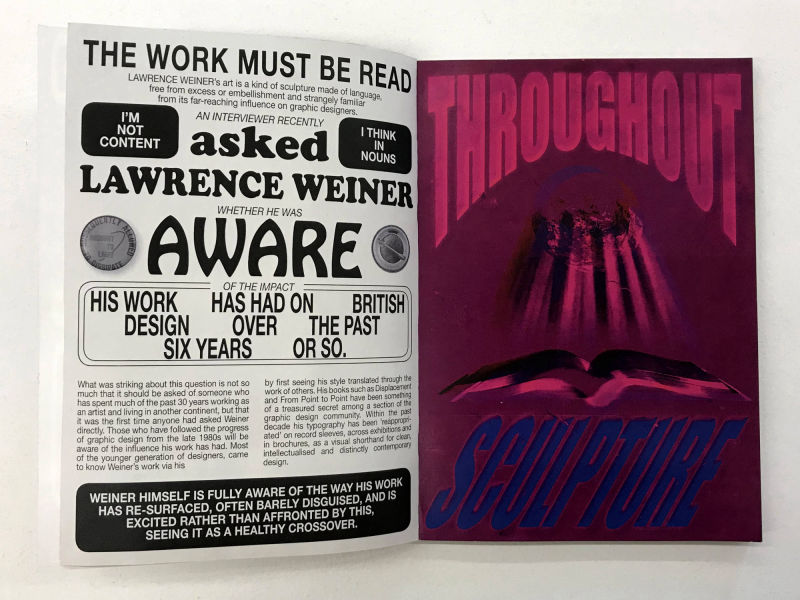 THE WORK MUST BE READ
LAWRENCE WEINER's art is a kind of sculpture made of language,
free from excess or embellishment and strangely familiar
from its far-reaching influence on graphic designers.
I'M
NOT
CONTENT
AN INTERVIEWER RECENTLY
asked
I THINK
IN
NOUNS
LAWRENCE WEINER
WHETHER HE WAS
AWARE
OF THE IMPACT
HIS WORK HAS HAD ON BRITISH
DESIGN OVER THE PAST
SIX YEARS OR SO.
What was striking about this question is not so
much that it should be asked of someone who
has spent much of the past 30 years working as
an artist and living in another continent, but that
it was the first time anyone had asked Weiner
directly. Those who have followed the progress
of graphic design from the late 1980s will be
aware of the influence his work has had. Most
of the younger generation of designers, came
to know Weiner's work via his
by first seeing his style translated through the
work of others. His books such as Displacement
and From Point to Point have been something
of a treasured secret among a section of the
graphic design community. Within the past
decade his typography has been 'reappropri-
ated' on record sleeves, across exhibitions and
in brochures, as a visual shorthand for clean,
intellectualised and distinctly contemporary
design.
WEINER HIMSELF IS FULLY AWARE OF THE WAY HIS WORK
HAS RE-SURFACED, OFTEN BARELY DISGUISED, AND IS
EXCITED RATHER THAN AFFRONTED BY THIS,
SEEING IT AS A HEALTHY CROSSOVER.
THROUGHOUT
SCULPTURE